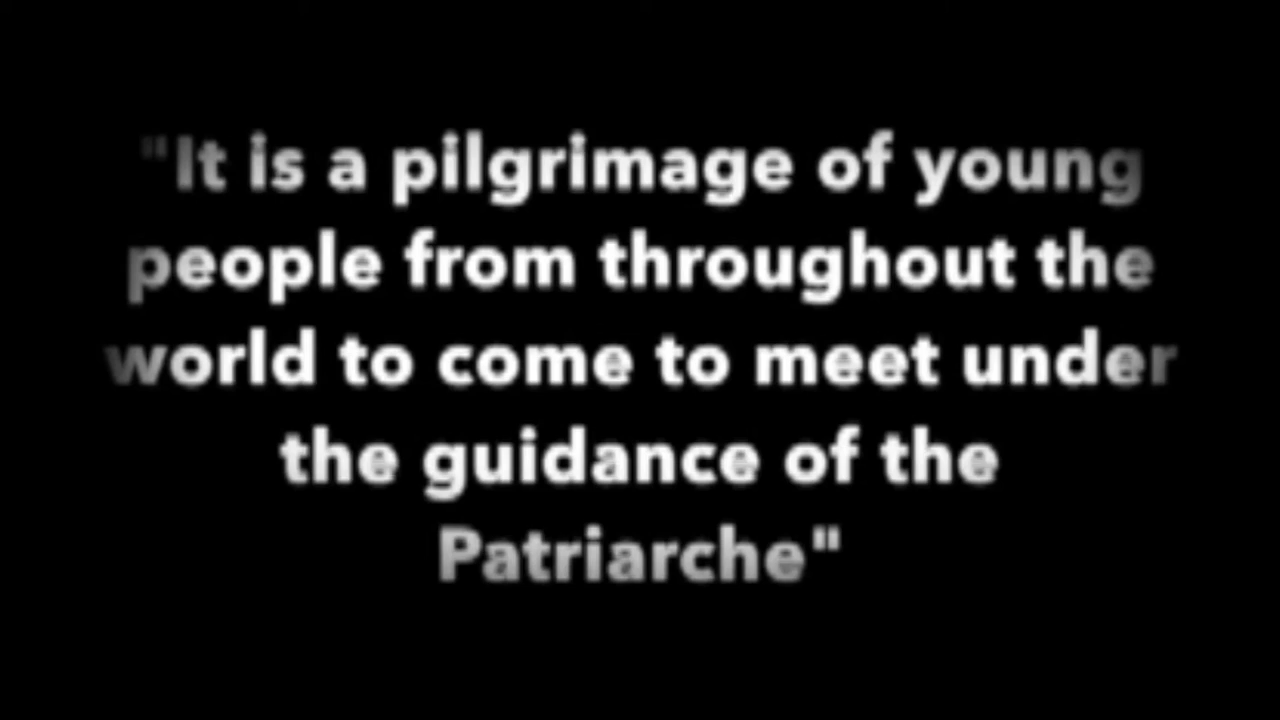 "It is a pilgrimage of young
people from throughout the
world to come to meet under
the guidance of the
Patriarche"